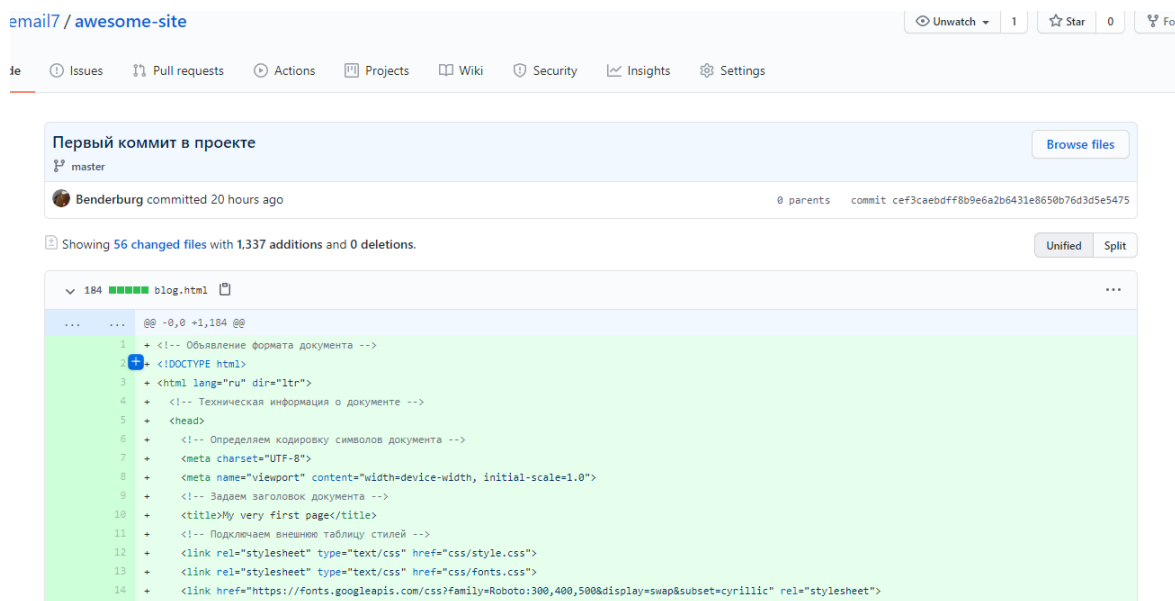 email7 / awesome-site
Unwatch 1 Star 0 Fo
de Issues Pull requests Actions Projects Wiki Security Insights Settings
Первый коммит в проекте
Browse files
master
Benderburg committed 20 hours ago
0 parents commit cef3caebdff8b9e6a2b6431e8650b76d3d5e5475
Showing 56 changed files with 1,337 additions and 0 deletions.
Unified Split
184 blog.html
... ... @@ -0,0 +1,184 @@
1 + <!-- Объявление формата документа -->
2 + <!DOCTYPE html>
3 + <html lang="ru" dir="ltr">
4 + <!-- Техническая информация о документе -->
5 + <head>
6 + <!-- Определяем кодировку символов документа -->
7 + <meta charset="UTF-8">
8 + <meta name="viewport" content="width=device-width, initial-scale=1.0">
9 + <!-- Задаем заголовок документа -->
10 + <title>My very first page</title>
11 + <!-- Подключаем внешнюю таблицу стилей -->
12 + <link rel="stylesheet" type="text/css" href="css/style.css">
13 + <link rel="stylesheet" type="text/css" href="css/fonts.css">
14 + <link href="https://fonts.googleapis.com/css?family=Roboto:300,400,500&display=swap&subset=cyrillic" rel="stylesheet">